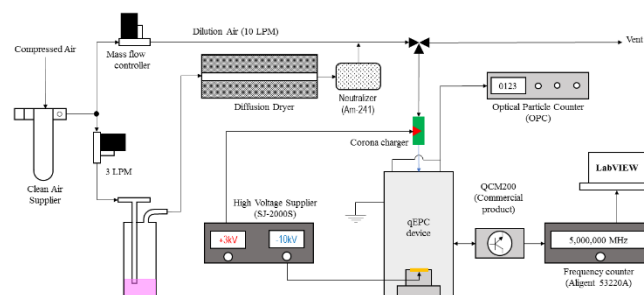 Compressed Air
Mass flow
controller
Dilution Air (10 LPM)
Vent
Clean Air
Supplier
3 LPM
Diffusion Dryer
Neutralizer
(Am-241)
Corona charger
0123
Optical Particle Counter
(OPC)
High Voltage Supplier
(SJ-2000S)
+3kV
-10kV
qEPC
device
QCM200
(Commercial
product)
LabVIEW
5,000,000 MHz
Frequency counter
(Aligent 53220A)